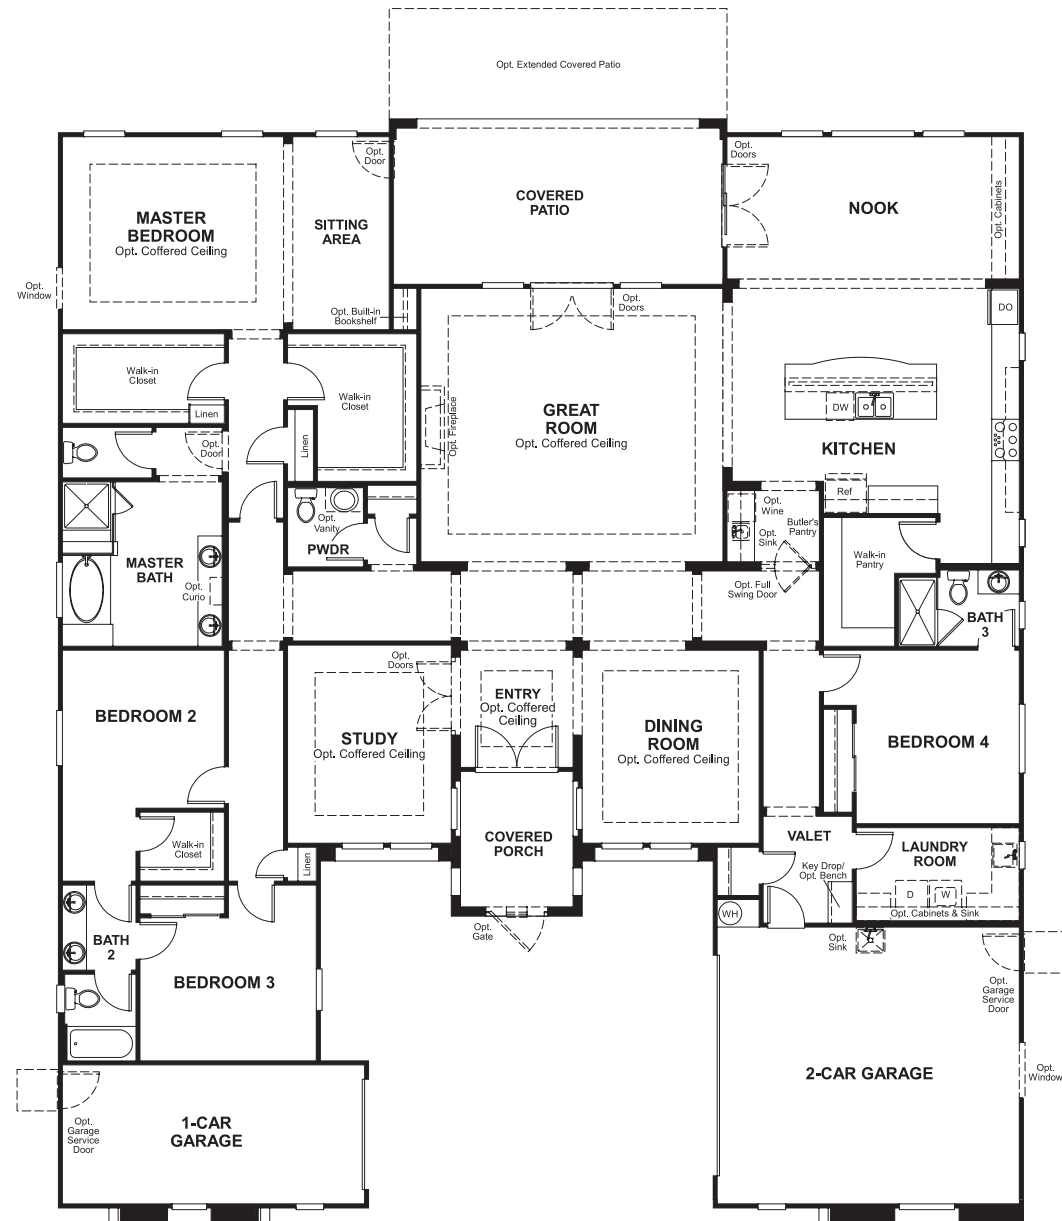 Opt. Extended Covered Patio
Opt.
Door
Opt.
Doors
MASTER
BEDROOM
Opt. Coffered Ceiling
SITTING
AREA
COVERED
PATIO
NOOK
Opt. Cabinets
Opt.
Window
Opt. Built-in
Bookshelf
Opt.
Doors
DO
Walk-in
Closet
Linen
Walk-in
Closet
Linen
Opt. Fireplace
GREAT
ROOM
Opt. Coffered Ceiling
DW
KITCHEN
Ref
Opt.
Door
Opt.
Vanity
PWDR
Opt.
Wine
Opt.
Sink
Butler's
Pantry
Walk-in
Pantry
MASTER
BATH
Opt.
Curio
Opt. Full
Swing Door
BATH
3
BEDROOM 2
Opt.
Doors
STUDY
Opt. Coffered Ceiling
ENTRY
Opt. Coffered
Ceiling
DINING
ROOM
Opt. Coffered Ceiling
BEDROOM 4
Walk-in
Closet
Linen
COVERED
PORCH
VALET
Key Drop/
Opt. Bench
LAUNDRY
ROOM
D
W
Opt. Cabinets & Sink
BATH
2
BEDROOM 3
Opt.
Gate
WH
Opt.
Sink
Opt.
Garage
Service
Door
Opt.
Garage
Service
Door
1-CAR
GARAGE
2-CAR GARAGE
Opt.
Window